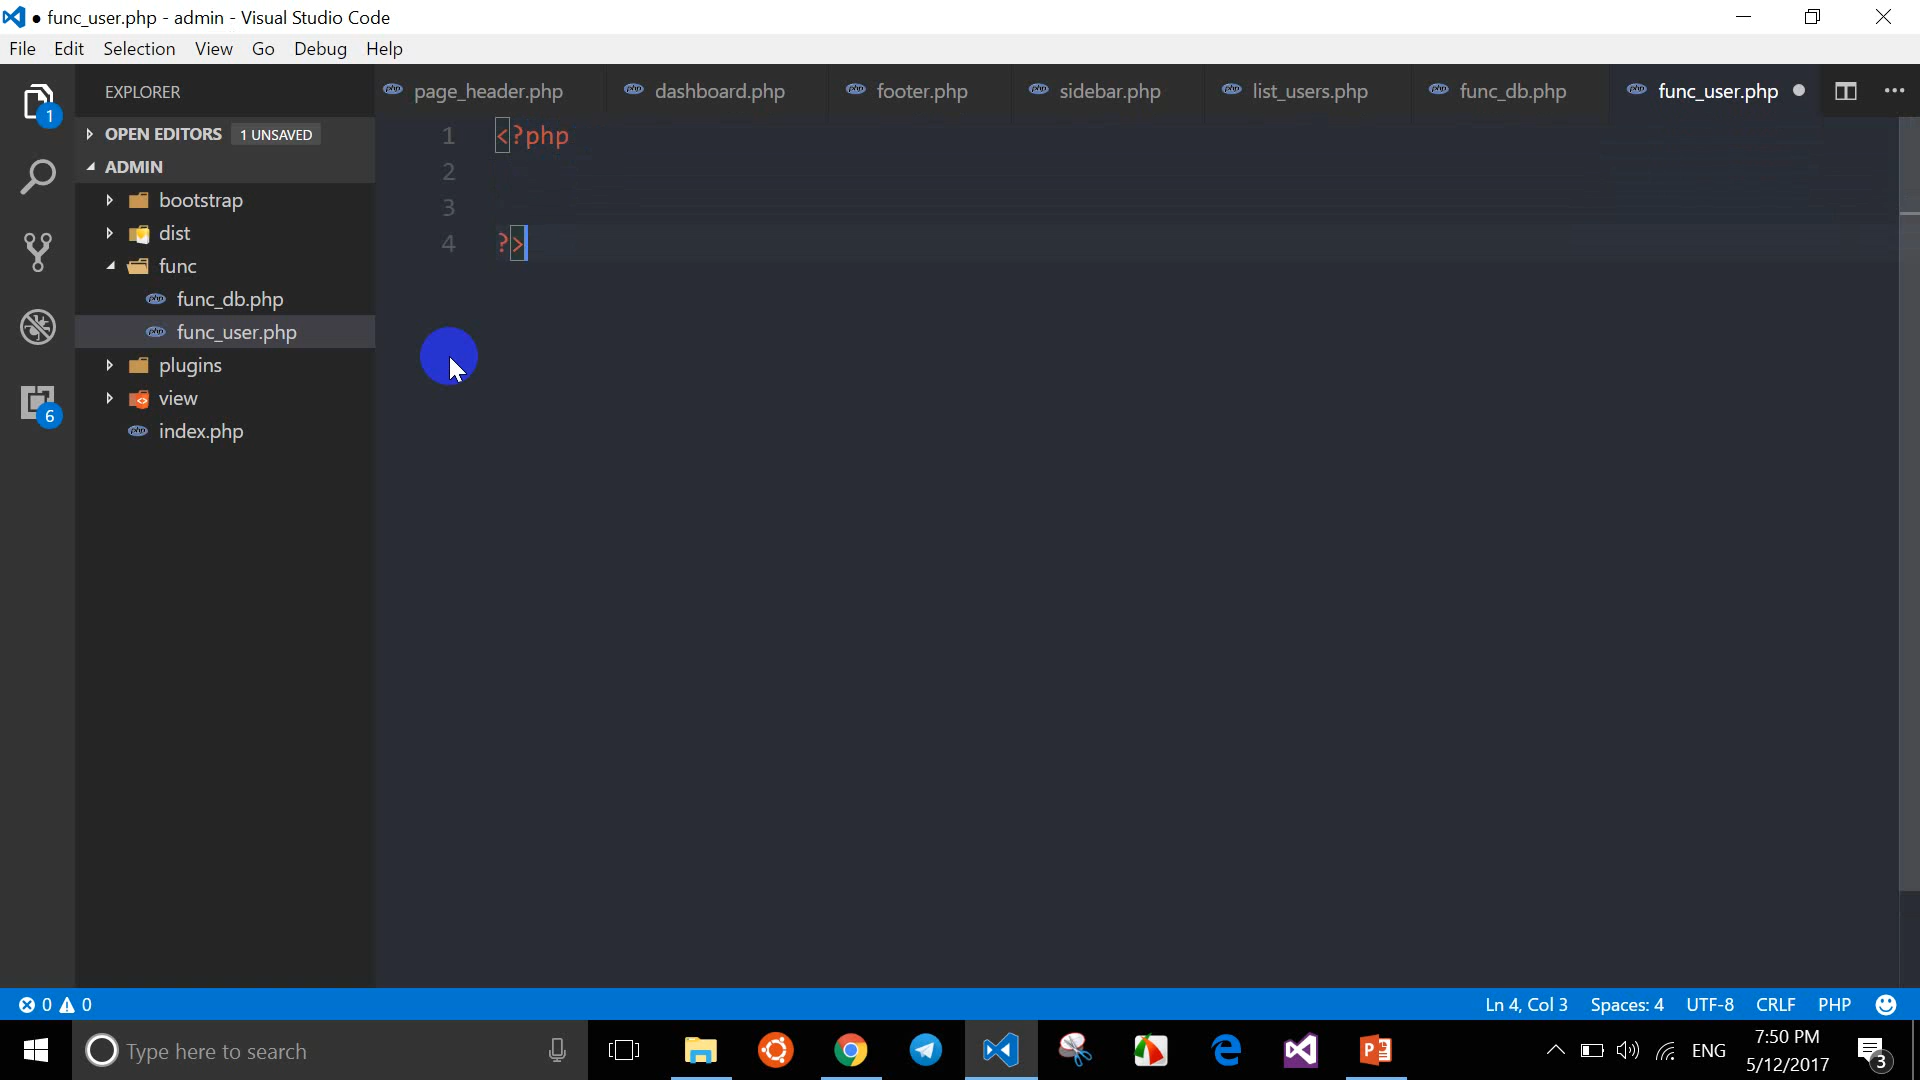 ● func_user.php - admin - Visual Studio Code
File Edit Selection View Go Debug Help
EXPLORER
OPEN EDITORS 1 UNSAVED
ADMIN
bootstrap
dist
func
func_db.php
func_user.php
plugins
view
index.php
1
6
page_header.php dashboard.php footer.php sidebar.php list_users.php func_db.php func_user.php
1 <?php
2
3
4 ?>
0 0
Ln 4, Col 3 Spaces: 4 UTF-8 CRLF PHP
Type here to search
ENG
7:50 PM
5/12/2017
3